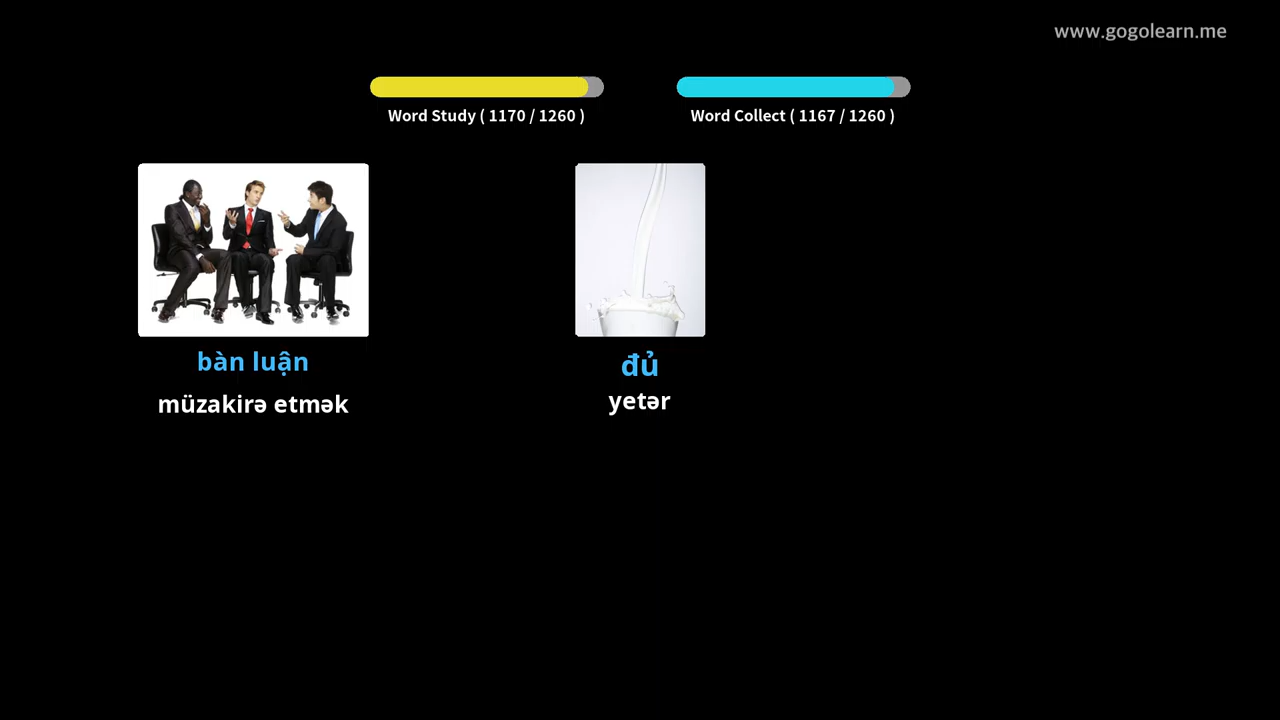 www.gogolearn.me
Word Study ( 1170 / 1260 )
Word Collect ( 1167 / 1260 )
bàn luận
müzakirə etmək
đủ
yetər